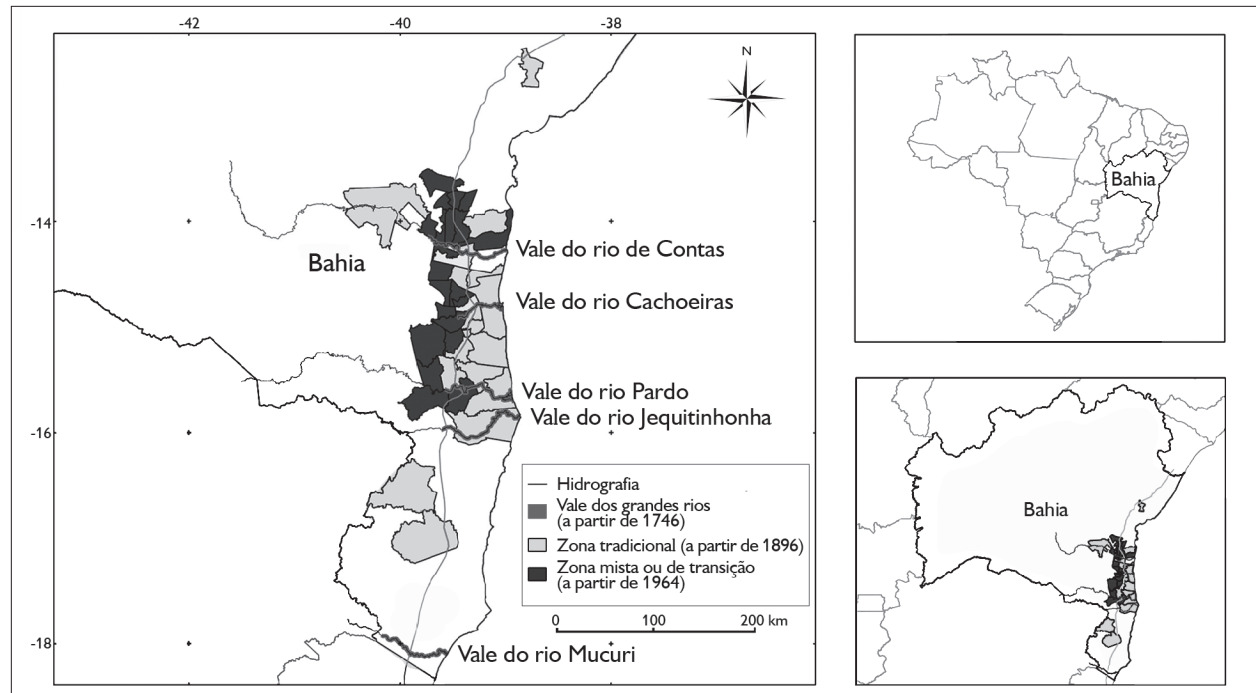 -42
-40
-38
N
-14
Bahia
Vale do rio de Contas
Vale do rio Cachoeiras
Vale do rio Pardo
Vale do rio Jequitinhonha
-16
Hidrografia
Vale dos grandes rios
(a partir de 1746)
Zona tradicional (a partir de 1896)
Zona mista ou de transição
(a partir de 1964)
0 100 200 km
-18
Vale do rio Mucuri
Bahia
Bahia